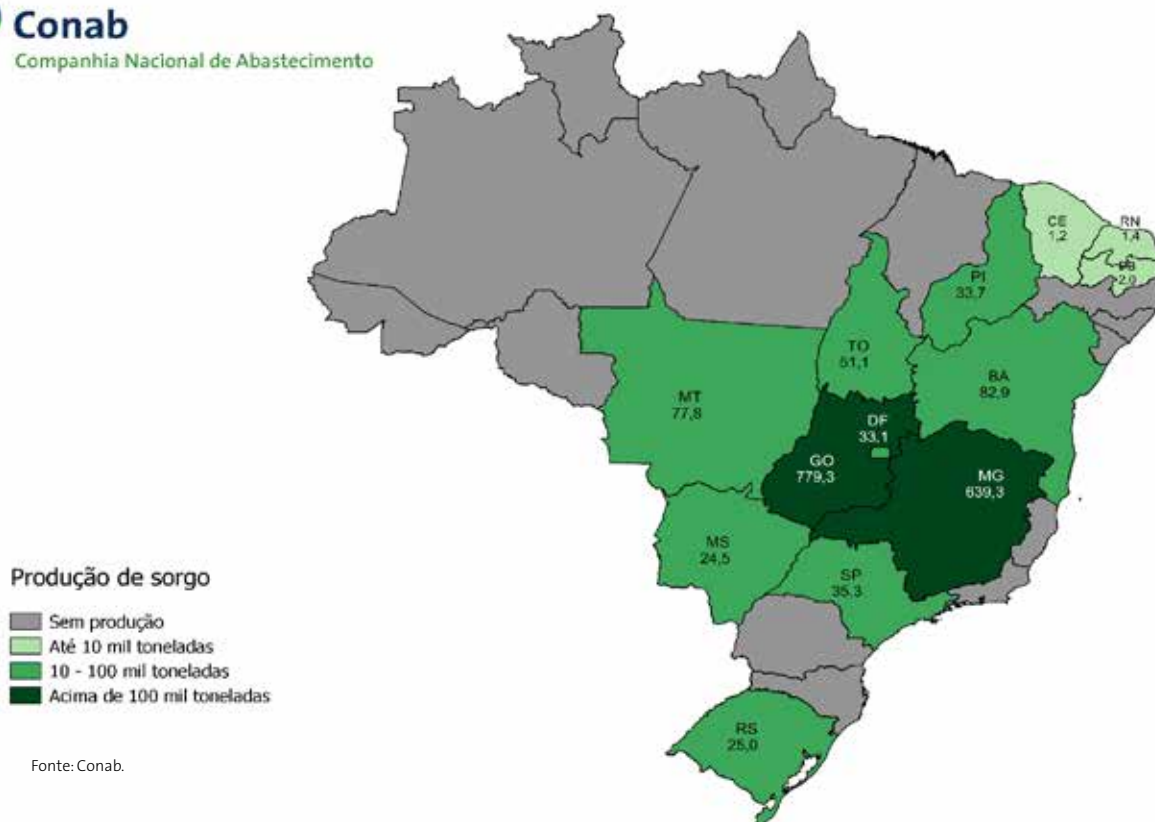 Conab
Companhia Nacional de Abastecimento
CE
1,2
RN
1,4
PB
2,0
PI
33,7
TO
51,1
BA
82,9
MT
77,8
DF
33,1
GO
779,3
MG
639,3
MS
24,5
SP
35,3
RS
25,0
Produção de sorgo
Sem produção
Até 10 mil toneladas
10 - 100 mil toneladas
Acima de 100 mil toneladas
Fonte: Conab.